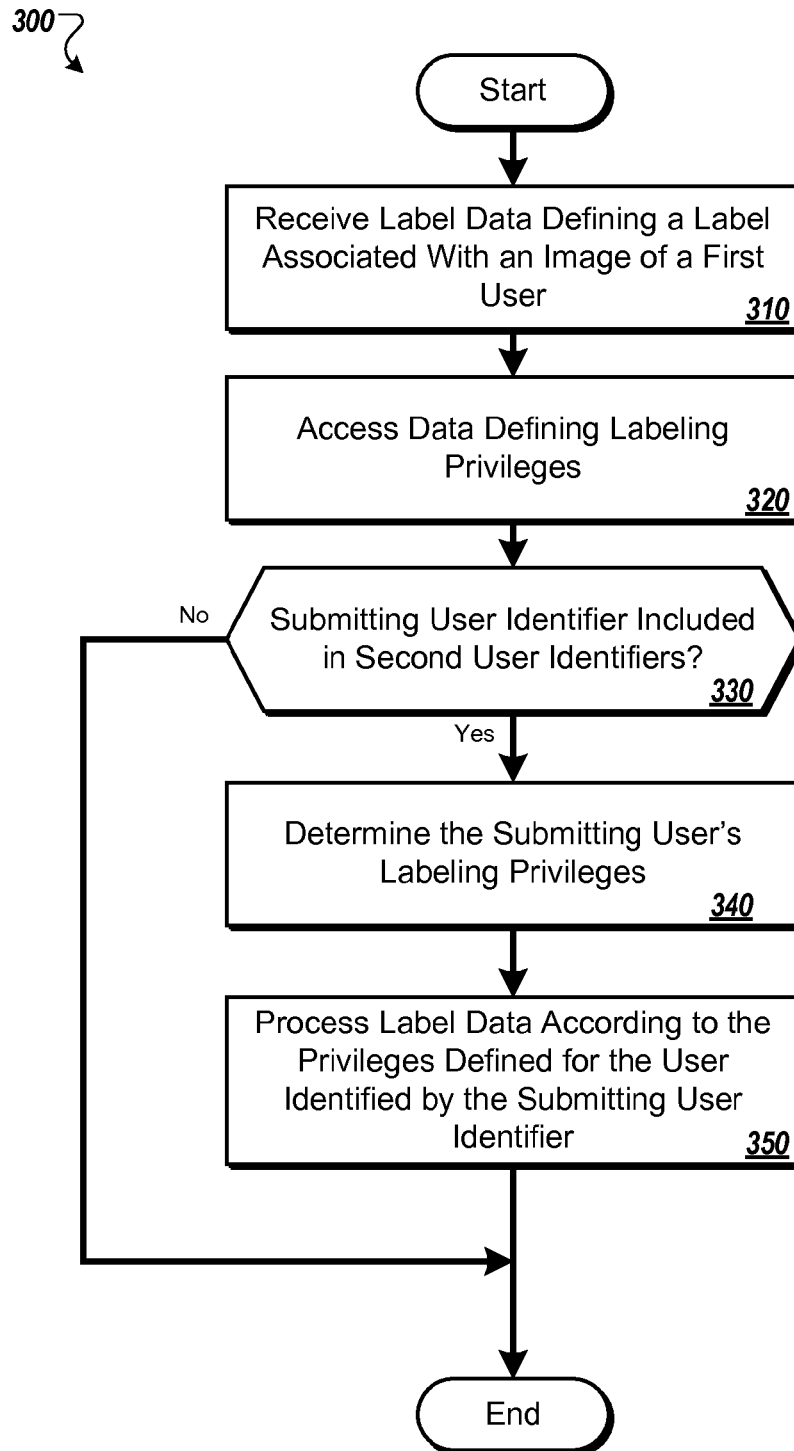 300
Start
Receive Label Data Defining a Label
Associated With an Image of a First
User
310
Access Data Defining Labeling
Privileges
320
No
Submitting User Identifier Included
in Second User Identifiers?
330
Yes
Determine the Submitting User's
Labeling Privileges
340
Process Label Data According to the
Privileges Defined for the User
Identified by the Submitting User
Identifier
350
End